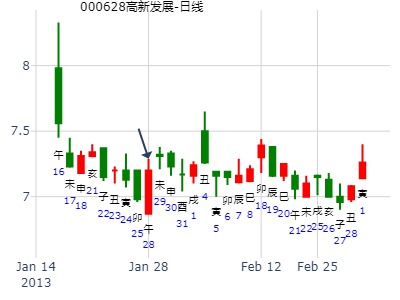 000628高新发展-日线
8
7.5
7
午 未 申 亥 子 丑 寅 卯 午 未 申 酉 戌 丑 寅 卯 辰 巳 卯 辰 巳 午 未 戌 亥 子 丑 寅
16 17 18 21 22 23 24 25 28 29 30 31 1 4 5 6 7 8 18 19 20 21 22 25 26 27 28 1
Jan 14 Jan 28 Feb 12 Feb 25
2013